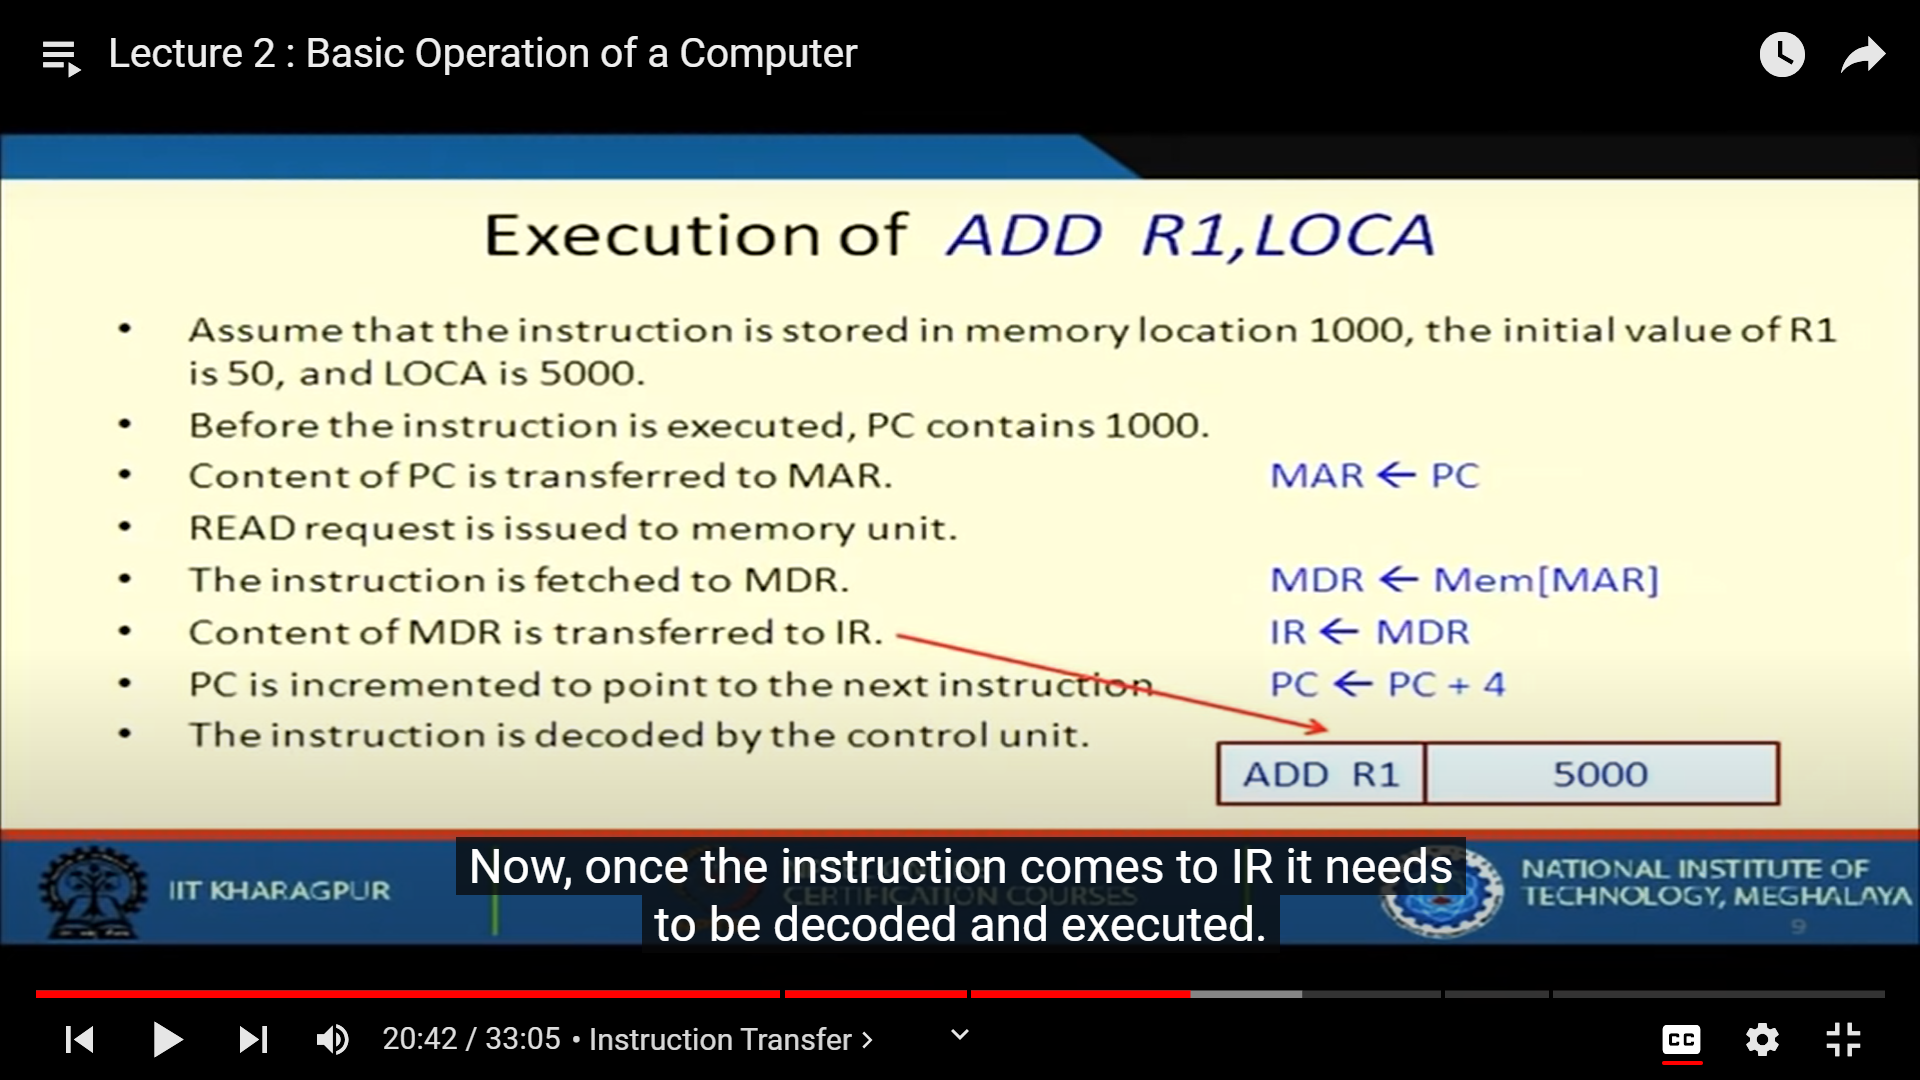 Lecture 2 : Basic Operation of a Computer
Execution of ADD R1,LOCA
• Assume that the instruction is stored in memory location 1000, the initial value of R1
is 50, and LOCA is 5000.
• Before the instruction is executed, PC contains 1000.
• Content of PC is transferred to MAR. MAR ← PC
• READ request is issued to memory unit.
• The instruction is fetched to MDR. MDR ← Mem[MAR]
• Content of MDR is transferred to IR. IR ← MDR
• PC is incremented to point to the next instruction PC ← PC + 4
• The instruction is decoded by the control unit.
ADD R1 5000
Now, once the instruction comes to IR it needs
to be decoded and executed.
IIT KHARAGPUR
CERTIFICATION COURSES
NATIONAL INSTITUTE OF
TECHNOLOGY, MEGHALAYA
9
20:42 / 33:05 • Instruction Transfer ›
CC